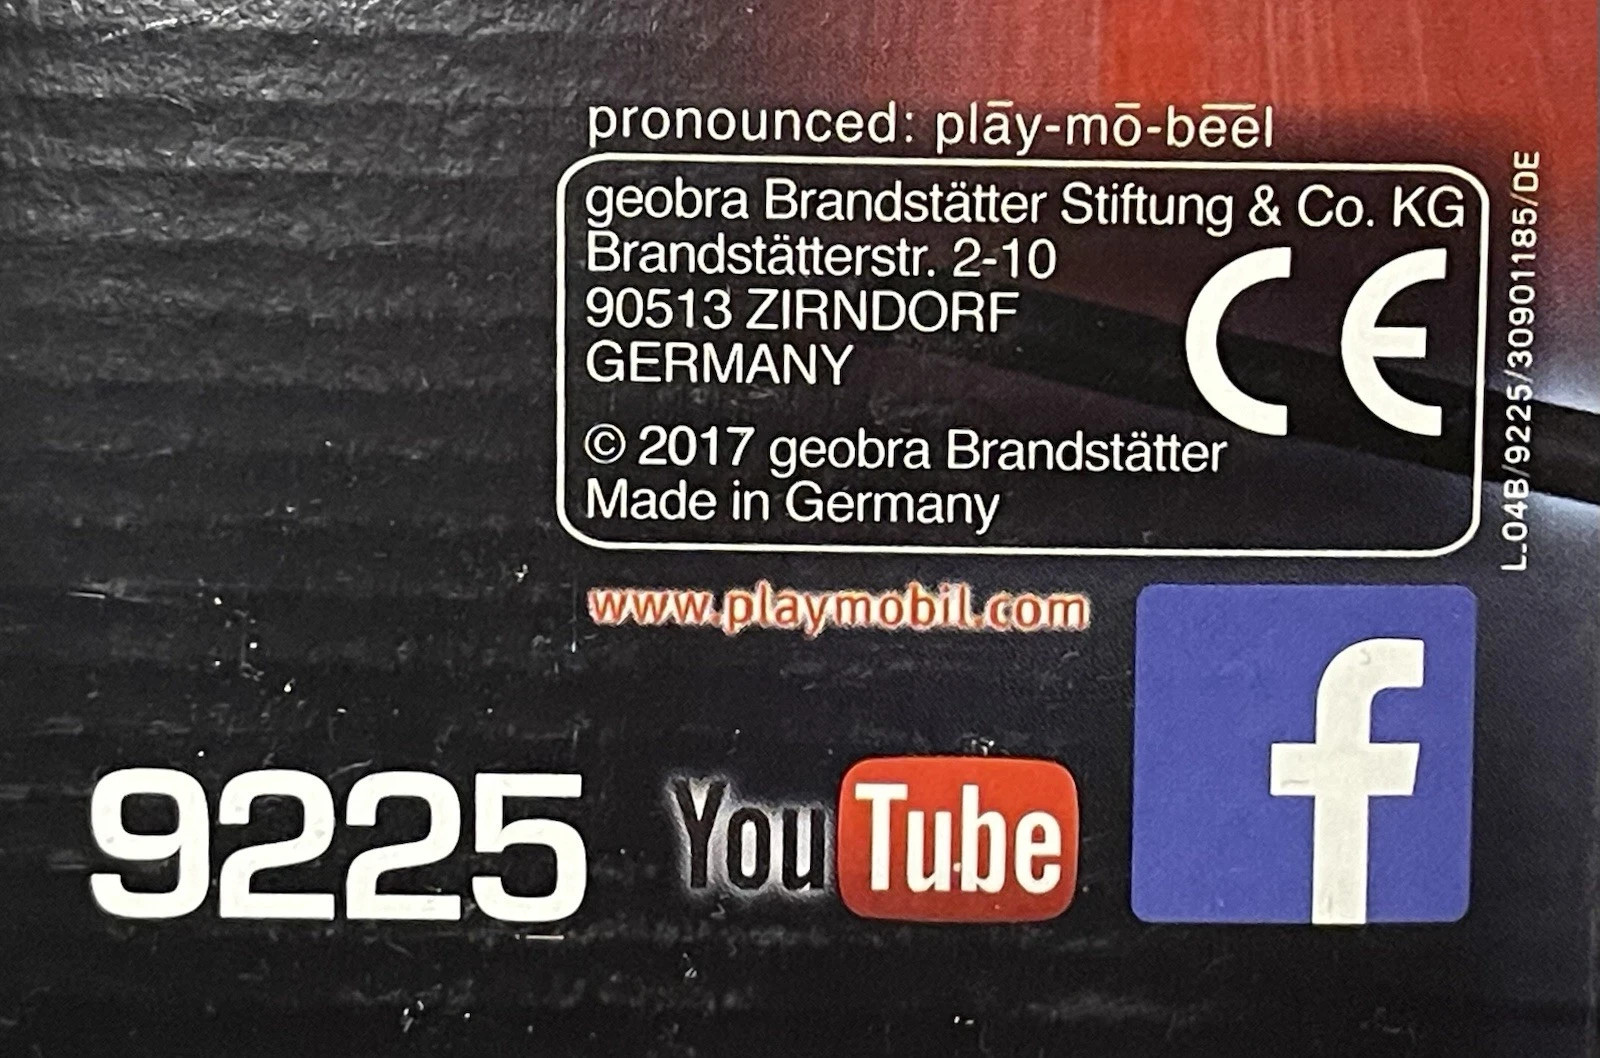 pronounced: plāy-mō-bēēl
geobra Brandstätter Stiftung & Co. KG
Brandstätterstr. 2-10
90513 ZIRNDORF
GERMANY
CE
© 2017 geobra Brandstätter
Made in Germany
L04B/9225/30901185/DE
www.playmobil.com
9225
YouTube
f